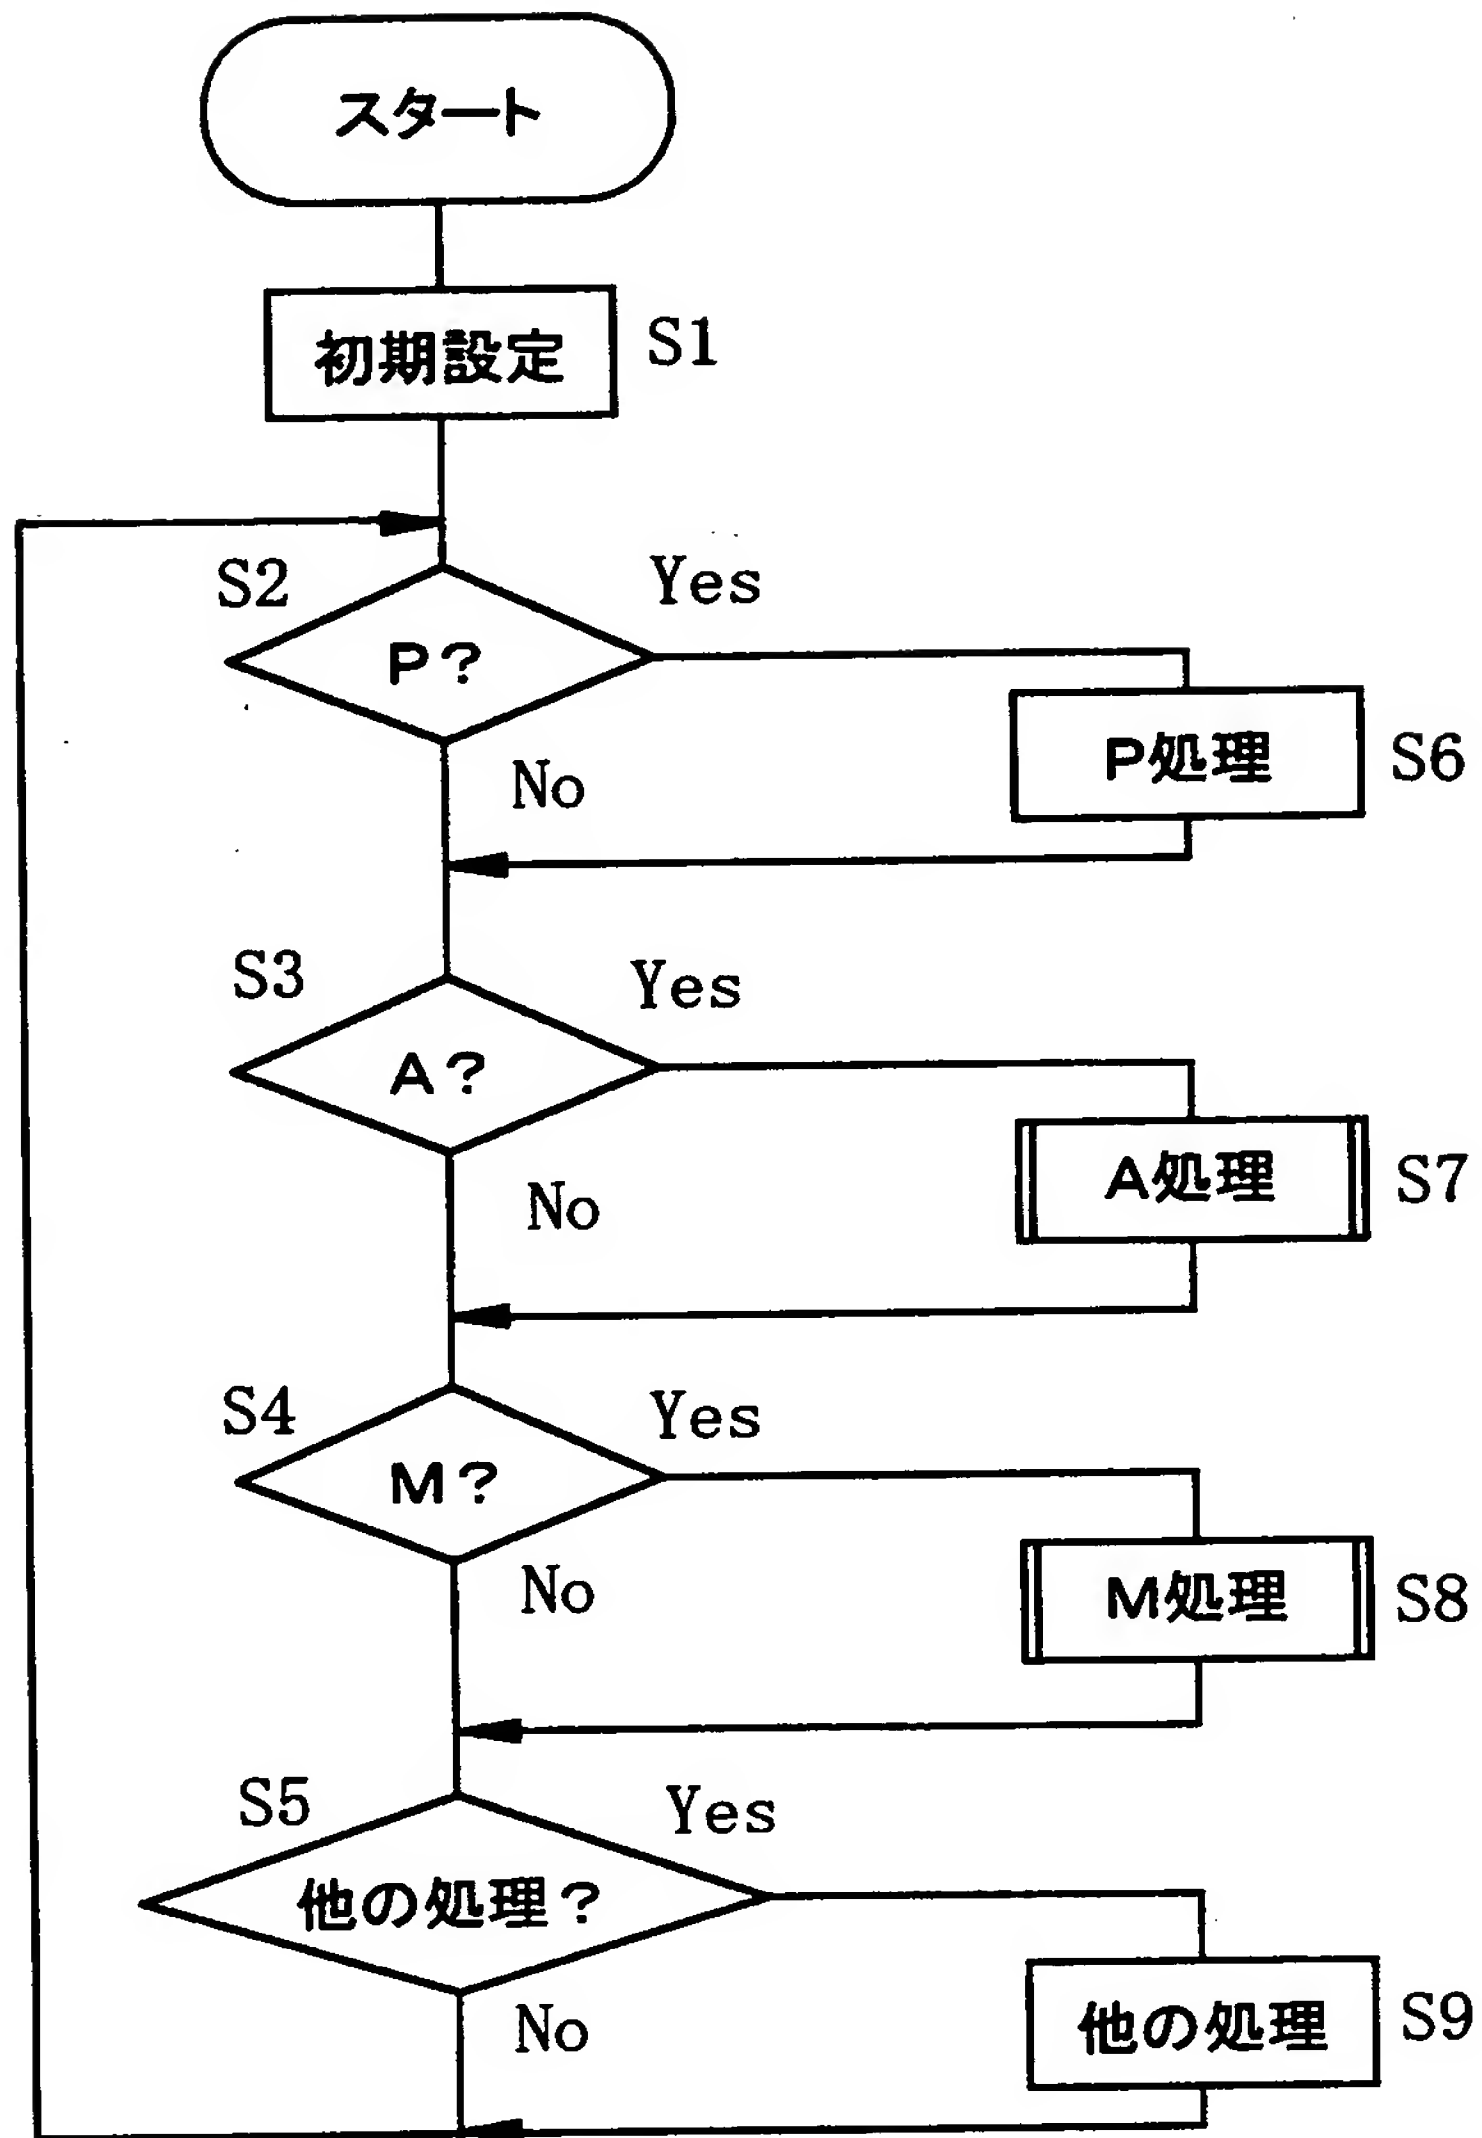 スタート
初期設定 S1
S2 Yes
P?
P処理 S6
No
S3 Yes
A?
A処理 S7
No
S4 Yes
M?
No
M処理 S8
S5 Yes
他の処理?
No
他の処理 S9